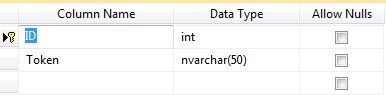 Column Name Data Type Allow Nulls
ID int
Token nvarchar(50)